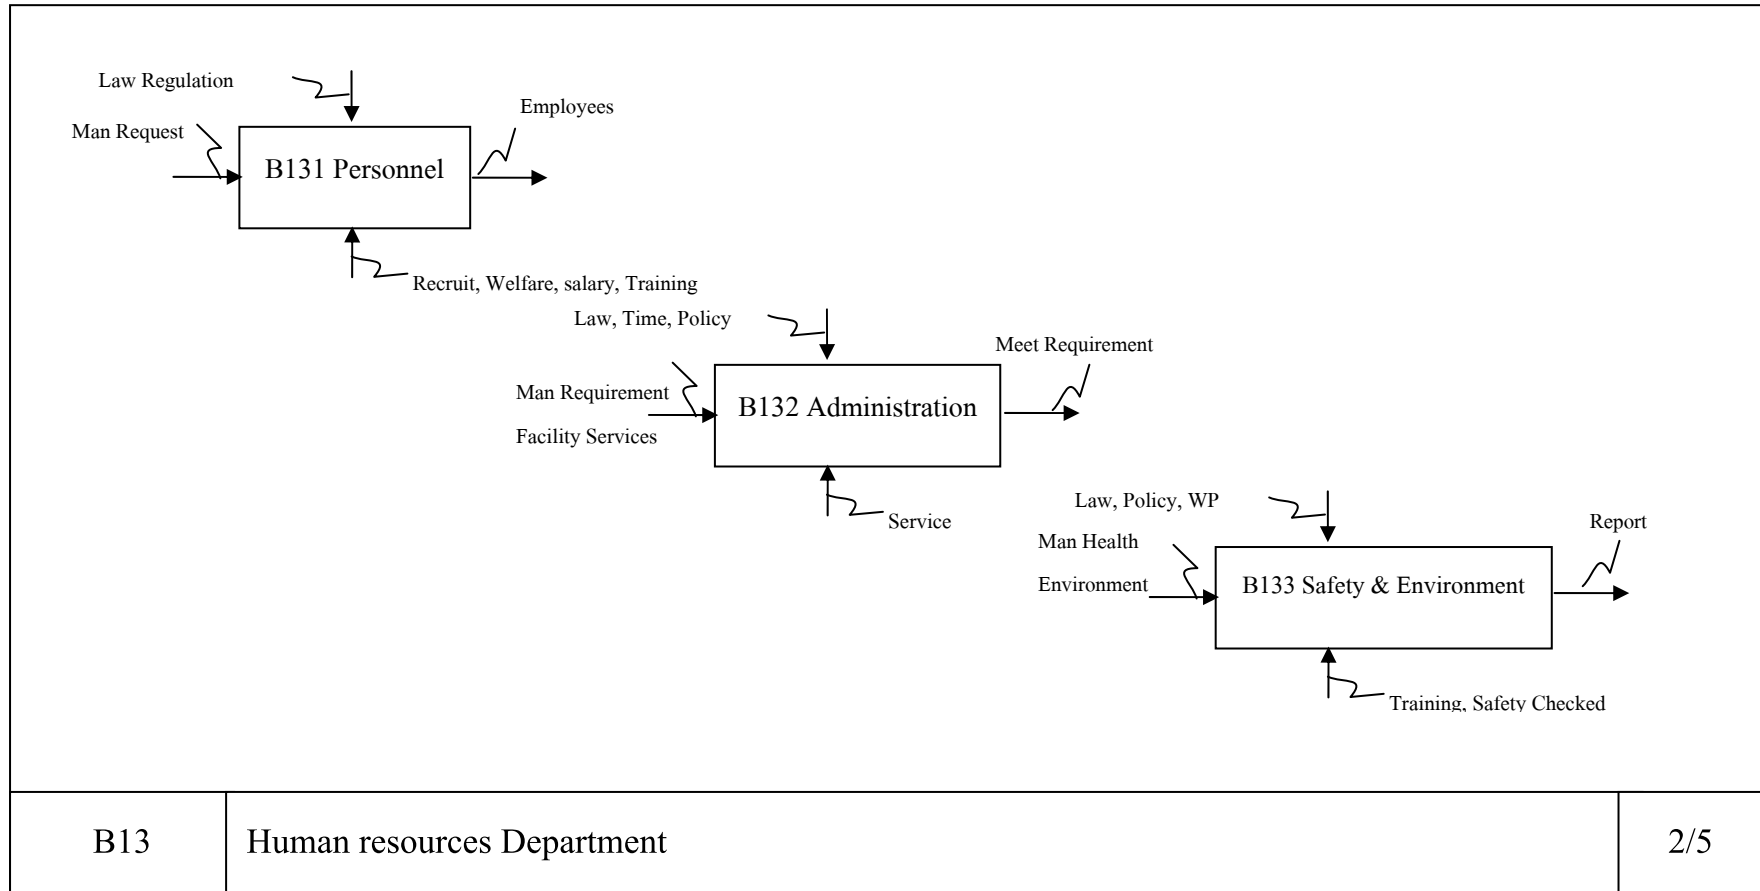 Law Regulation
Employees
Man Request
B131 Personnel
Recruit, Welfare, salary, Training
Law, Time, Policy
Meet Requirement
Man Requirement
B132 Administration
Facility Services
Service
Law, Policy, WP
Report
Man Health
Environment
B133 Safety & Environment
Training, Safety Checked
B13
Human resources Department
2/5